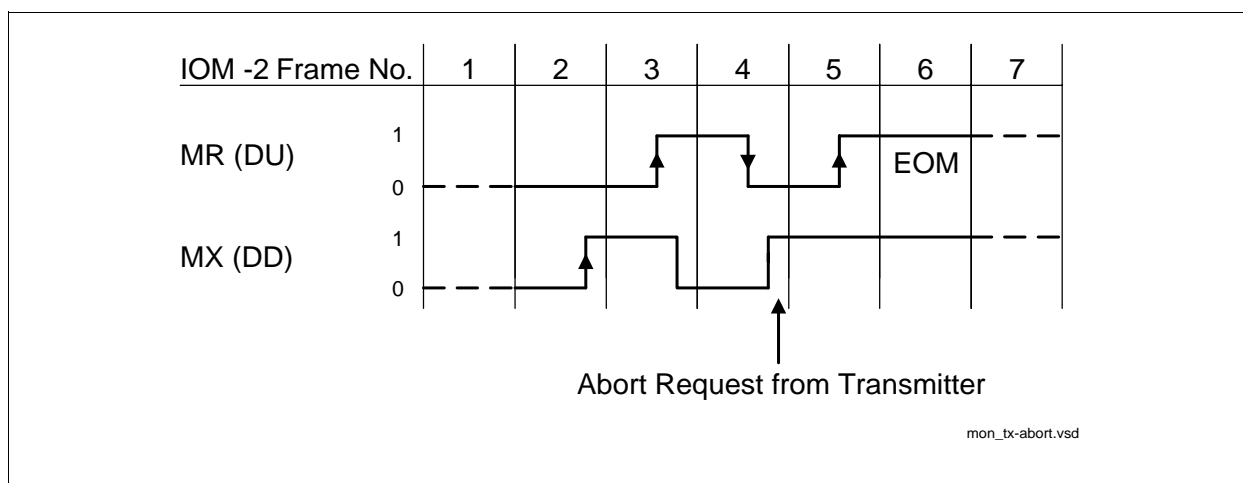 IOM -2 Frame No. 1 2 3 4 5 6 7
1
MR (DU) EOM
0
1
MX (DD)
0
Abort Request from Transmitter
mon_tx-abort.vsd